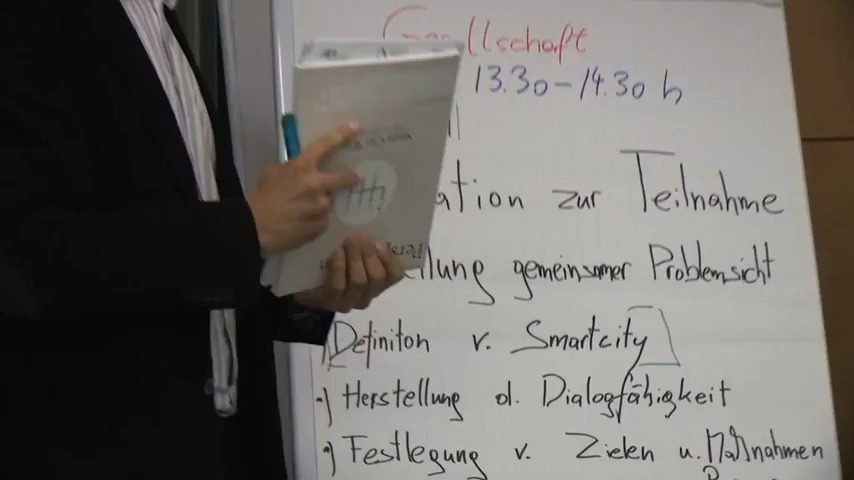 llschaft
13.30 – 14.30 h
ation zur Teilnahme
llung gemeinsamer Problemsicht
[Definiton v. Smartcity]
•) Herstellung d. Dialogfähigkeit
•) Festlegung v. Zielen u. Maßnahmen